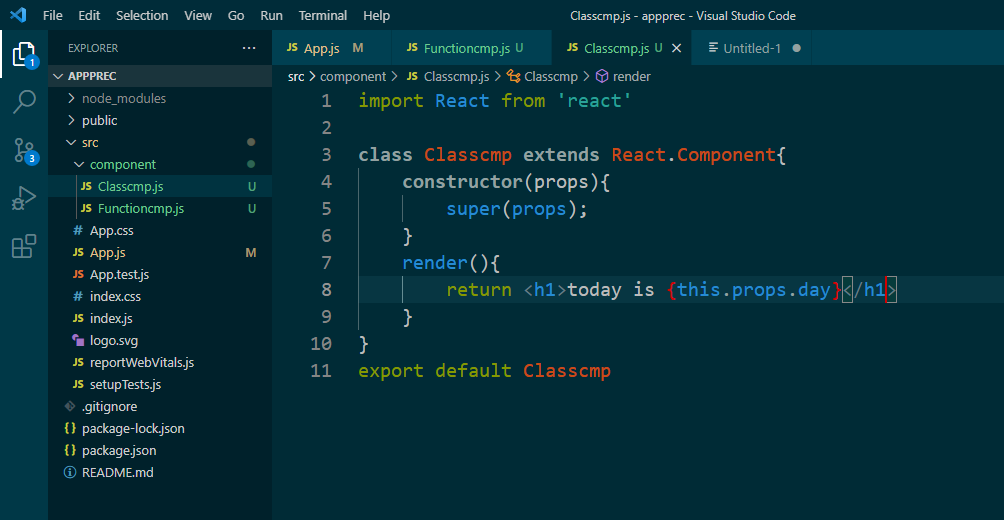 File Edit Selection View Go Run Terminal Help Classcmp.js - appprec - Visual Studio Code
EXPLORER ···
JS App.js M JS Functioncmp.js U JS Classcmp.js U Untitled-1
1
3
APPPREC
node_modules
public
src
component
JS Classcmp.js U
JS Functioncmp.js U
# App.css
JS App.js M
JS App.test.js
# index.css
JS index.js
logo.svg
JS reportWebVitals.js
JS setupTests.js
.gitignore
{} package-lock.json
{} package.json
README.md
src > component > JS Classcmp.js > Classcmp > render
1 import React from 'react'
2
3 class Classcmp extends React.Component{
4 constructor(props){
5 super(props);
6 }
7 render(){
8 return <h1>today is {this.props.day}</h1>
9 }
10 }
11 export default Classcmp